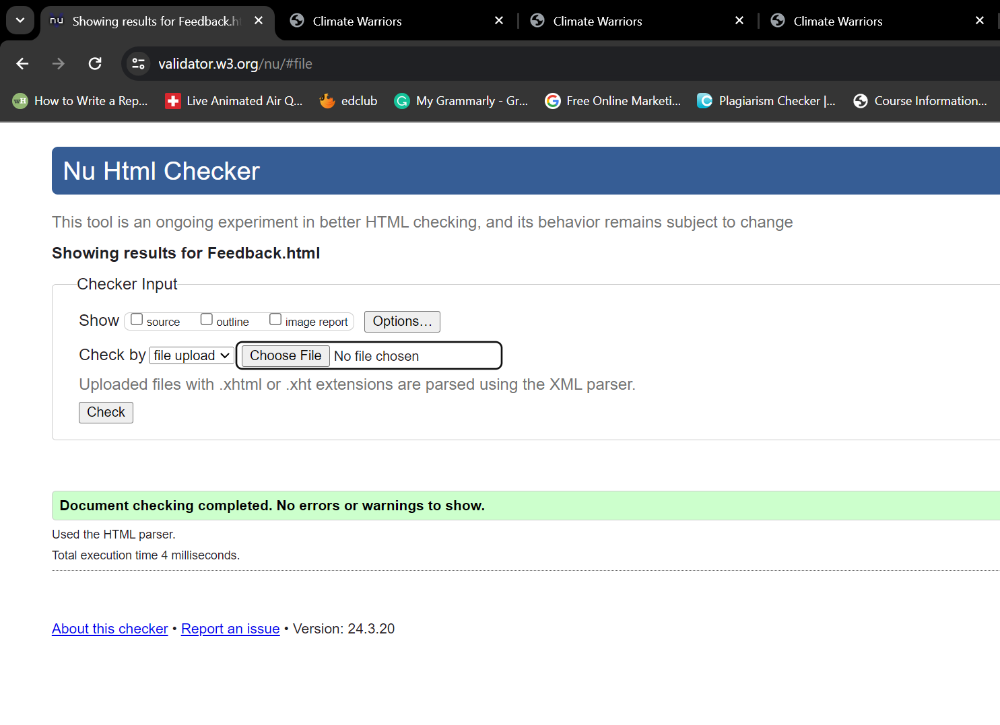 nu Showing results for Feedback.ht Climate Warriors Climate Warriors Climate Warriors
validator.w3.org/nu/#file
wH How to Write a Rep... Live Animated Air Q... edclub My Grammarly - Gr... Free Online Marketi... Plagiarism Checker |... Course Information...
Nu Html Checker
This tool is an ongoing experiment in better HTML checking, and its behavior remains subject to change
Showing results for Feedback.html
Checker Input
Show source outline image report Options...
Check by file upload Choose File No file chosen
Uploaded files with .xhtml or .xht extensions are parsed using the XML parser.
Check
Document checking completed. No errors or warnings to show.
Used the HTML parser.
Total execution time 4 milliseconds.
About this checker • Report an issue • Version: 24.3.20